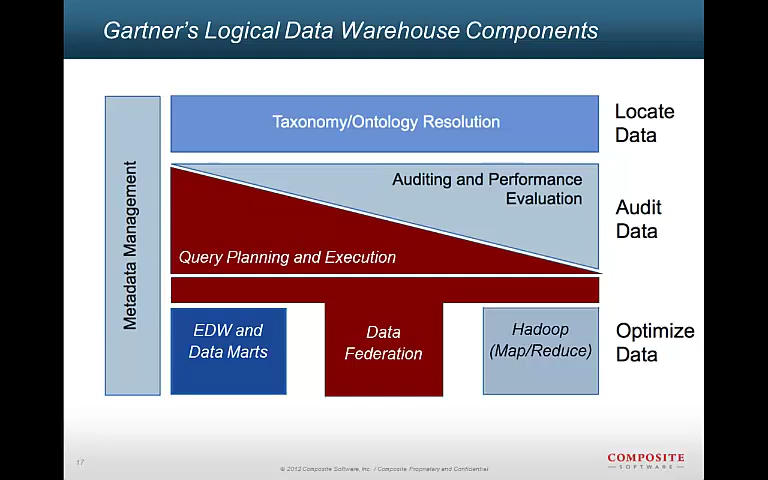 Gartner's Logical Data Warehouse Components
Metadata Management
Taxonomy/Ontology Resolution
Locate
Data
Auditing and Performance
Evaluation
Query Planning and Execution
Audit
Data
EDW and
Data Marts
Data
Federation
Hadoop
(Map/Reduce)
Optimize
Data
17
© 2012 Composite Software, Inc. / Composite Proprietary and Confidential
COMPOSITE
SOFTWARE